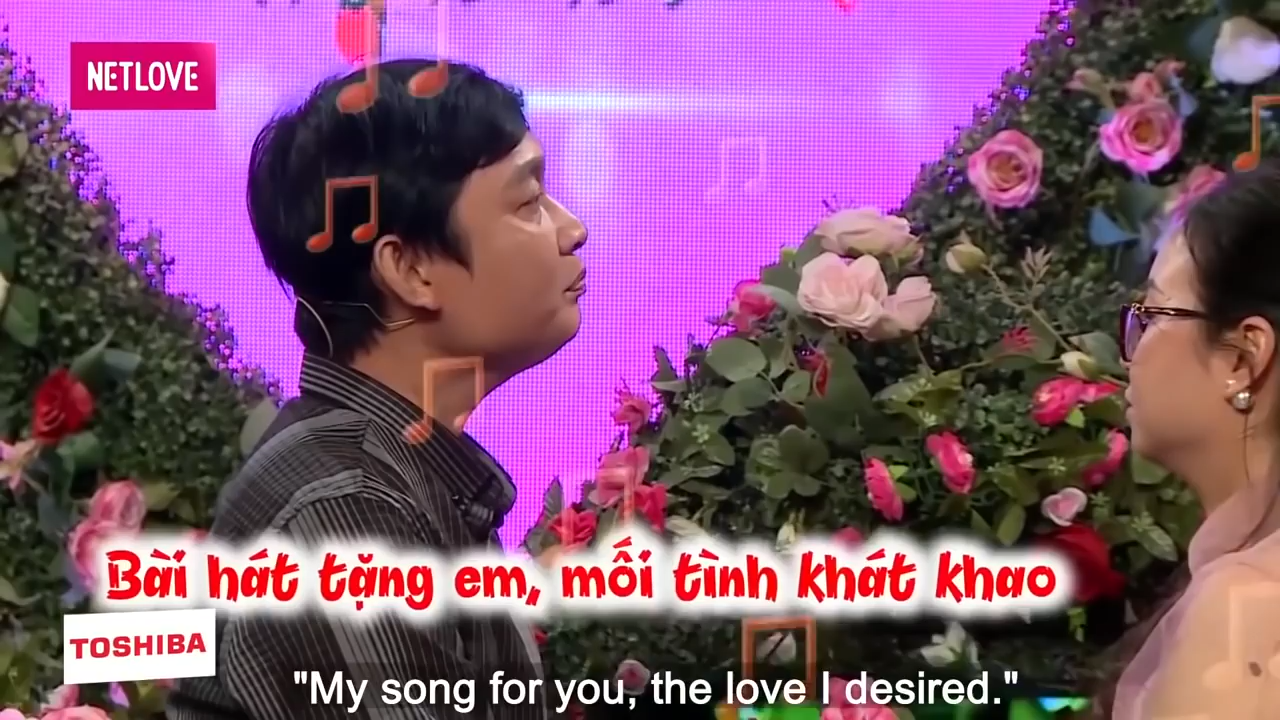 NETLOVE
Bài hát tặng em, mối tình khát khao
TOSHIBA
"My song for you, the love I desired."